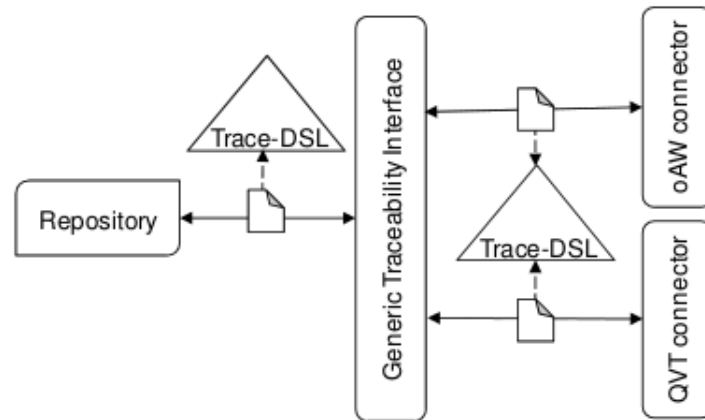 Trace-DSL
Repository
Generic Traceability Interface
oAW connector
Trace-DSL
QVT connector